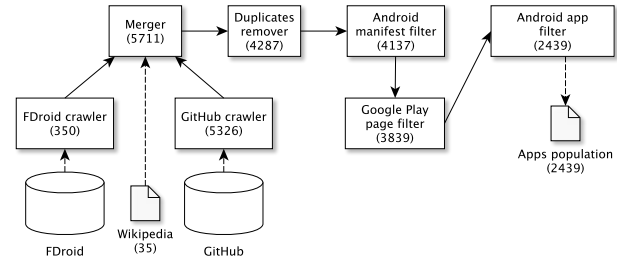 Merger
(5711)
Duplicates
remover
(4287)
Android
manifest filter
(4137)
Android app
filter
(2439)
FDroid crawler
(350)
GitHub crawler
(5326)
Google Play
page filter
(3839)
Apps population
(2439)
FDroid
Wikipedia
(35)
GitHub